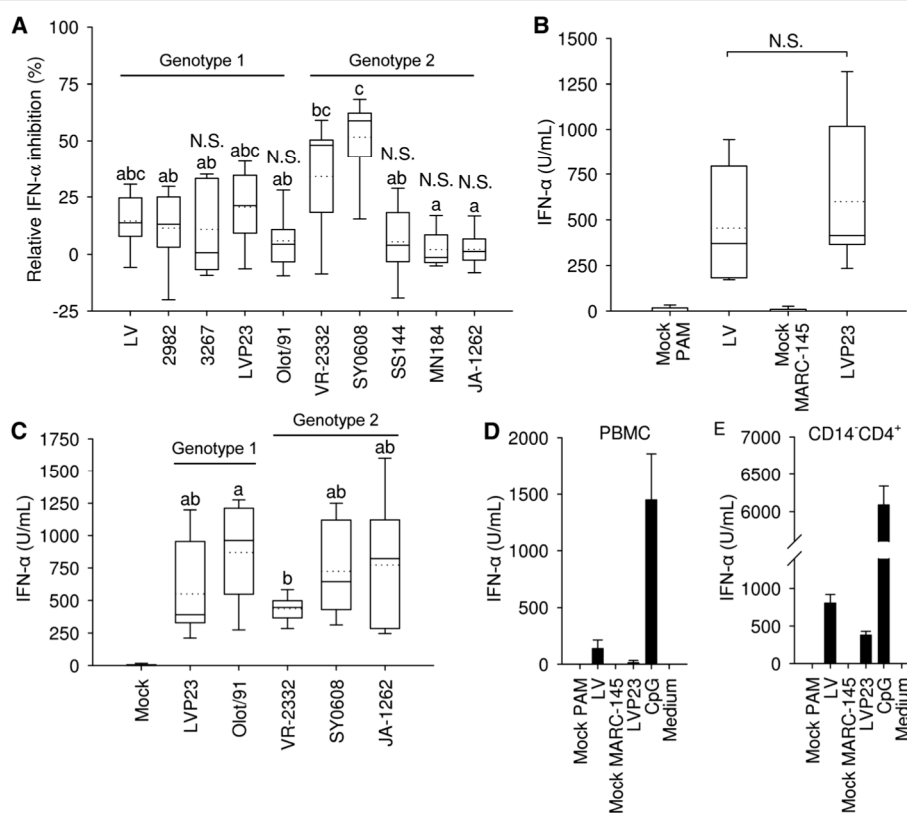 A
Relative IFN-α inhibition (%)
100
75
50
25
0
-25
Genotype 1
Genotype 2
abc
ab
N.S.
ab
abc
N.S.
ab
bc
c
N.S.
ab
N.S.
a
N.S.
a
LV
2982
3267
LVP23
Olot/91
VR-2332
SY0608
SS144
MN184
JA-1262
B
IFN-α (U/mL)
1500
1250
1000
750
500
250
0
N.S.
Mock
PAM
LV
Mock
MARC-145
LVP23
C
IFN-α (U/mL)
1750
1500
1250
1000
750
500
250
0
Genotype 1
Genotype 2
ab
a
b
ab
ab
Mock
LVP23
Olot/91
VR-2332
SY0608
JA-1262
D
PBMC
IFN-α (U/mL)
2000
1500
1000
500
0
Mock PAM
LV
Mock MARC-145
LVP23
CpG
Medium
E
CD14⁻CD4⁺
IFN-α (U/mL)
7000
6500
6000
1000
500
0
Mock PAM
LV
Mock MARC-145
LVP23
CpG
Medium